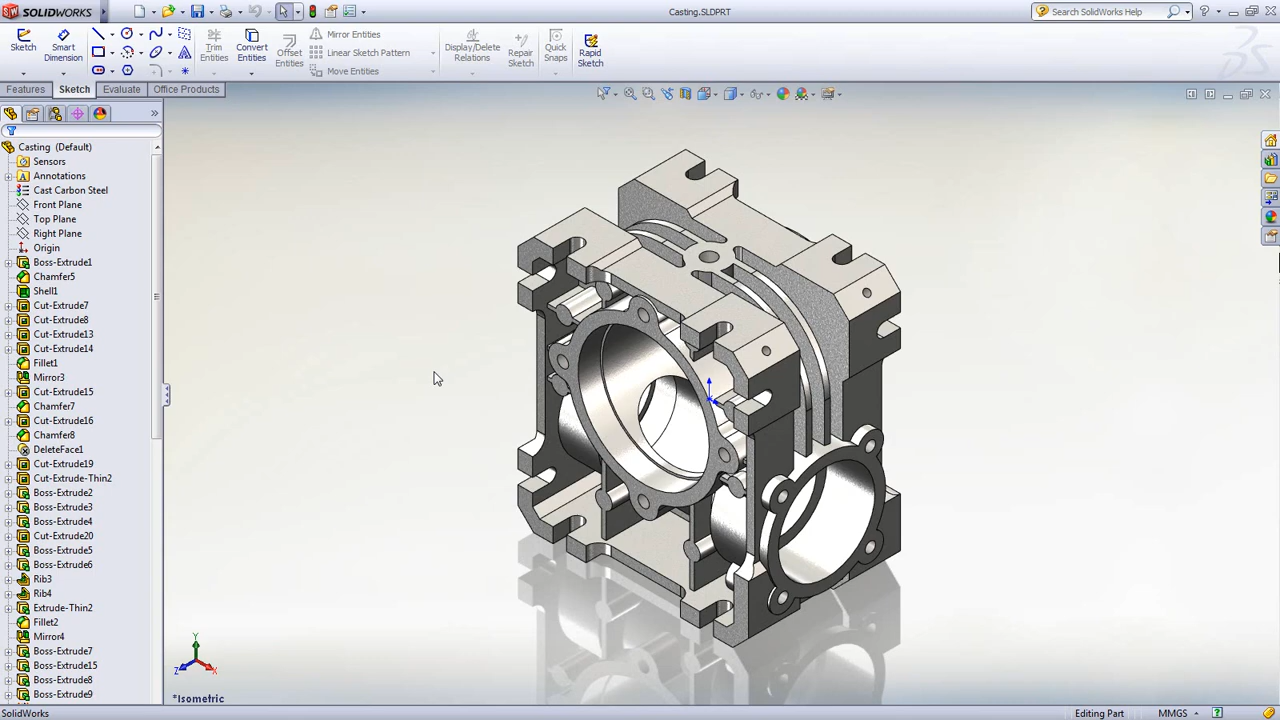 SOLIDWORKS
Casting.SLDPRT
Search SolidWorks Help
Sketch
Smart Dimension
Trim Entities
Convert Entities
Offset Entities
Mirror Entities
Linear Sketch Pattern
Move Entities
Display/Delete Relations
Repair Sketch
Quick Snaps
Rapid Sketch
Features
Sketch
Evaluate
Office Products
Casting (Default)
Sensors
Annotations
Cast Carbon Steel
Front Plane
Top Plane
Right Plane
Origin
Boss-Extrude1
Chamfer5
Shell1
Cut-Extrude7
Cut-Extrude8
Cut-Extrude13
Cut-Extrude14
Fillet1
Mirror3
Cut-Extrude15
Chamfer7
Cut-Extrude16
Chamfer8
DeleteFace1
Cut-Extrude19
Cut-Extrude-Thin2
Boss-Extrude2
Boss-Extrude3
Boss-Extrude4
Cut-Extrude20
Boss-Extrude5
Boss-Extrude6
Rib3
Rib4
Extrude-Thin2
Fillet2
Mirror4
Boss-Extrude7
Boss-Extrude15
Boss-Extrude8
Boss-Extrude9
Y
Z
X
*Isometric
SolidWorks
Editing Part
MMGS